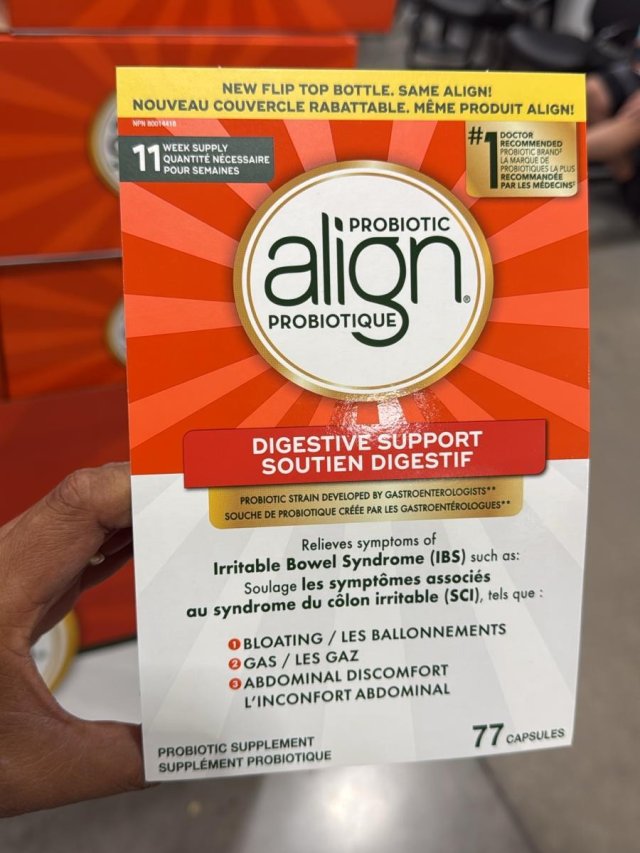 NEW FLIP TOP BOTTLE. SAME ALIGN!
NOUVEAU COUVERCLE RABATTABLE. MÊME PRODUIT ALIGN!
NPN 80014418
11 WEEK SUPPLY
QUANTITÉ NÉCESSAIRE
POUR SEMAINES
#1 DOCTOR
RECOMMENDED
PROBIOTIC BRAND‡
LA MARQUE DE
PROBIOTIQUES LA PLUS
RECOMMANDÉE
PAR LES MÉDECINS‡
PROBIOTIC
align®
PROBIOTIQUE
DIGESTIVE SUPPORT
SOUTIEN DIGESTIF
PROBIOTIC STRAIN DEVELOPED BY GASTROENTEROLOGISTS**
SOUCHE DE PROBIOTIQUE CRÉÉE PAR LES GASTROENTÉROLOGUES**
Relieves symptoms of
Irritable Bowel Syndrome (IBS) such as:
Soulage les symptômes associés
au syndrome du côlon irritable (SCI), tels que :
1 BLOATING / LES BALLONNEMENTS
2 GAS / LES GAZ
3 ABDOMINAL DISCOMFORT
L'INCONFORT ABDOMINAL
PROBIOTIC SUPPLEMENT
SUPPLÉMENT PROBIOTIQUE
77 CAPSULES